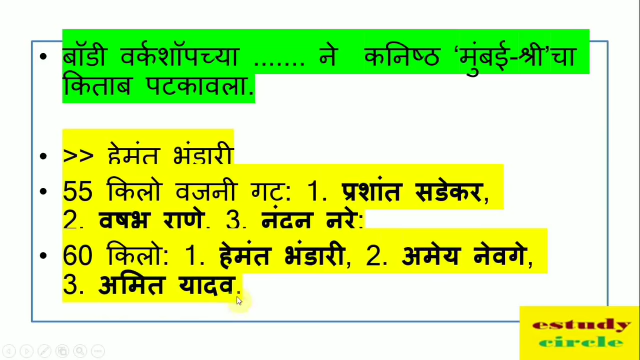 • बॉडी वर्कशॉपच्या ....... ने कनिष्ठ ‘मुंबई-श्री’चा
किताब पटकावला.
• >> हेमंत भंडारी
• 55 किलो वजनी गट: 1. प्रशांत सडेकर,
2. वृषभ राणे, 3. नंदन नरे;
• 60 किलो: 1. हेमंत भंडारी, 2. अमेय नेवगे,
3. अमित यादव.
estudy
circle